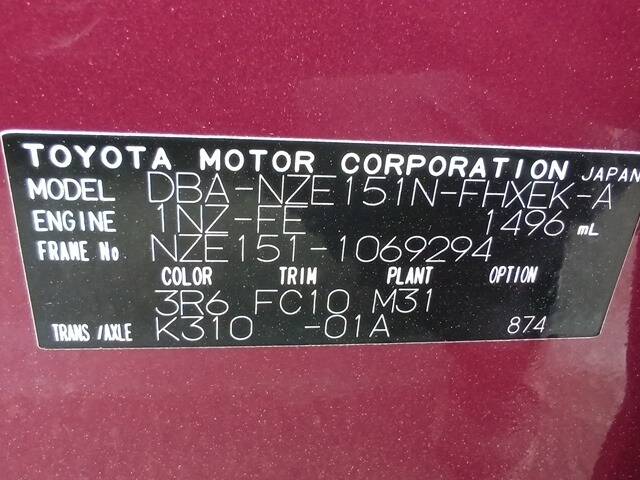 TOYOTA MOTOR CORPORATION JAPAN
MODEL DBA-NZE151N-FHXEK-A
ENGINE 1NZ-FE 1496 mL
FRAME No NZE151-1069294
COLOR TRIM PLANT OPTION
3R6 FC10 M31
TRANS/AXLE K310 -01A 874